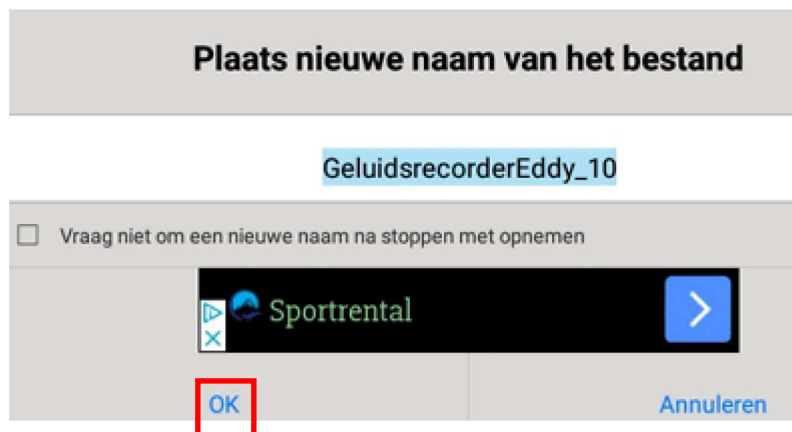 Plaats nieuwe naam van het bestand
GeluidsrecorderEddy_10
Vraag niet om een nieuwe naam na stoppen met opnemen
Sportrental
OK Annuleren